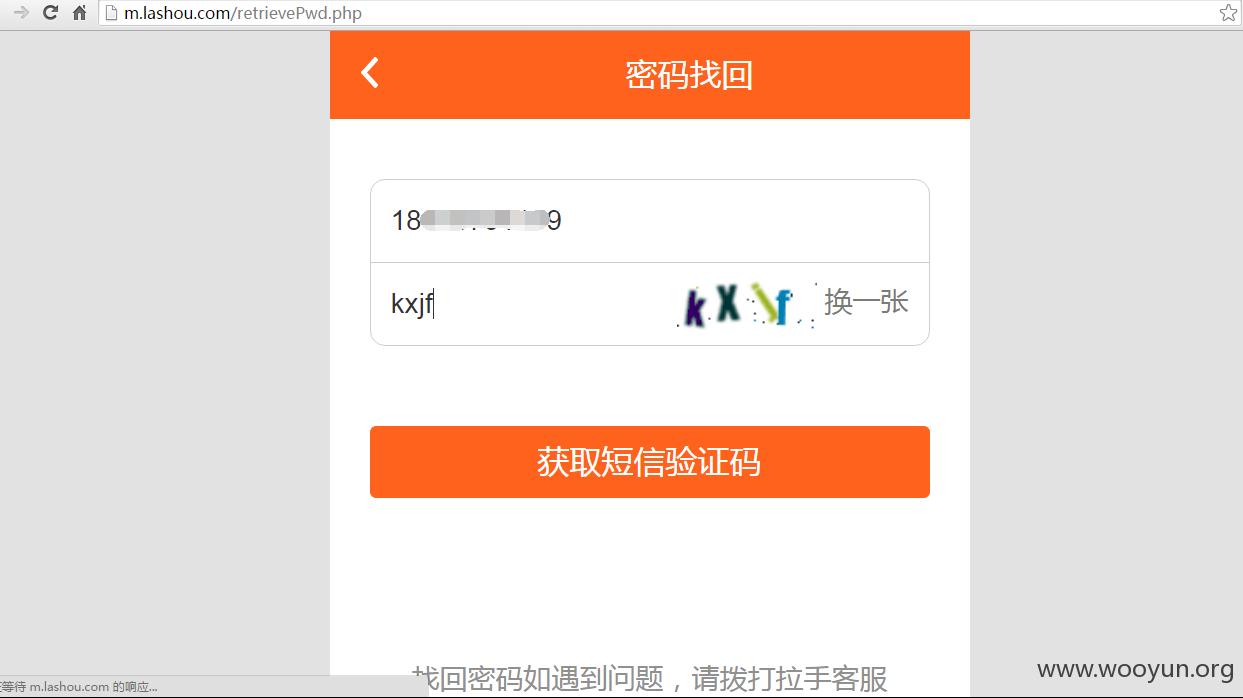 m.lashou.com/retrievePwd.php
密码找回
18 9
kxjf
kxjf 换一张
获取短信验证码
找回密码如遇到问题，请拨打拉手客服
www.wooyun.org
等待 m.lashou.com 的响应...